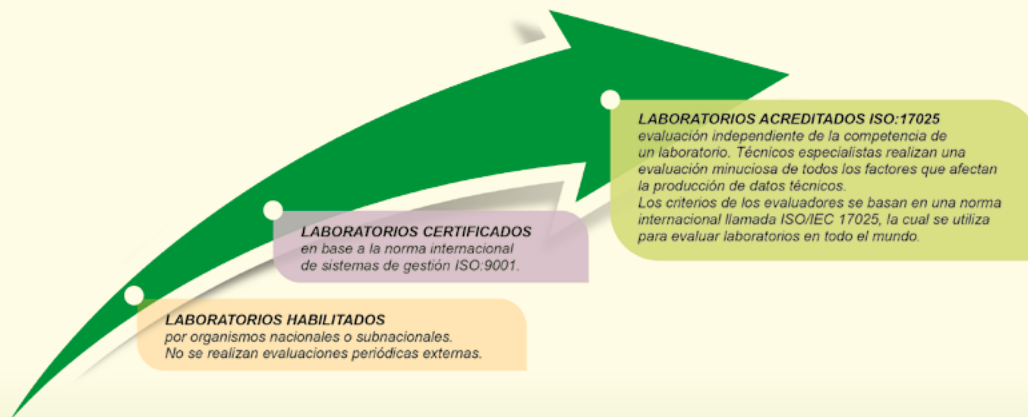 LABORATORIOS ACREDITADOS ISO:17025
evaluación independiente de la competencia de
un laboratorio. Técnicos especialistas realizan una
evaluación minuciosa de todos los factores que afectan
la producción de datos técnicos.
Los criterios de los evaluadores se basan en una norma
internacional llamada ISO/IEC 17025, la cual se utiliza
para evaluar laboratorios en todo el mundo.
LABORATORIOS CERTIFICADOS
en base a la norma internacional
de sistemas de gestión ISO:9001.
LABORATORIOS HABILITADOS
por organismos nacionales o subnacionales.
No se realizan evaluaciones periódicas externas.